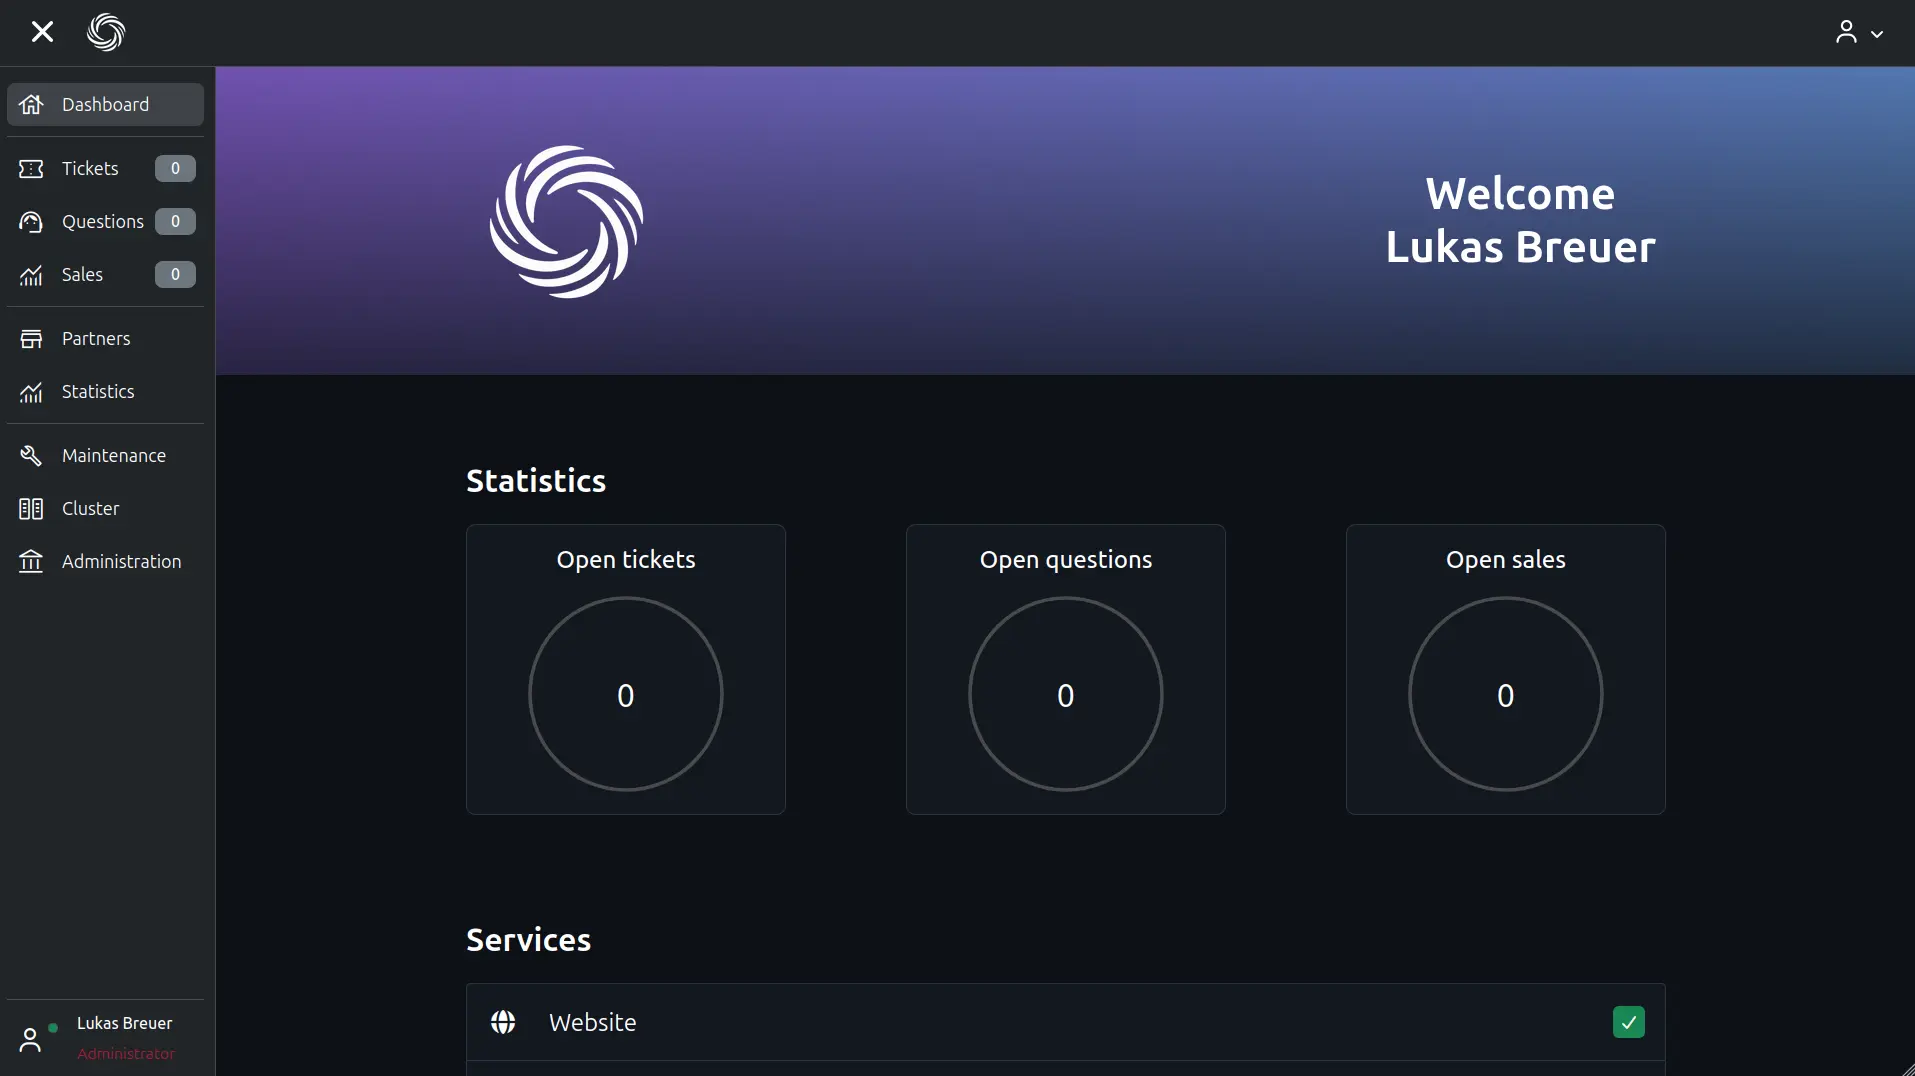 Dashboard
Tickets 0
Questions 0
Sales 0
Partners
Statistics
Maintenance
Cluster
Administration
Lukas Breuer
Administrator
Welcome
Lukas Breuer
Statistics
Open tickets
0
Open questions
0
Open sales
0
Services
Website